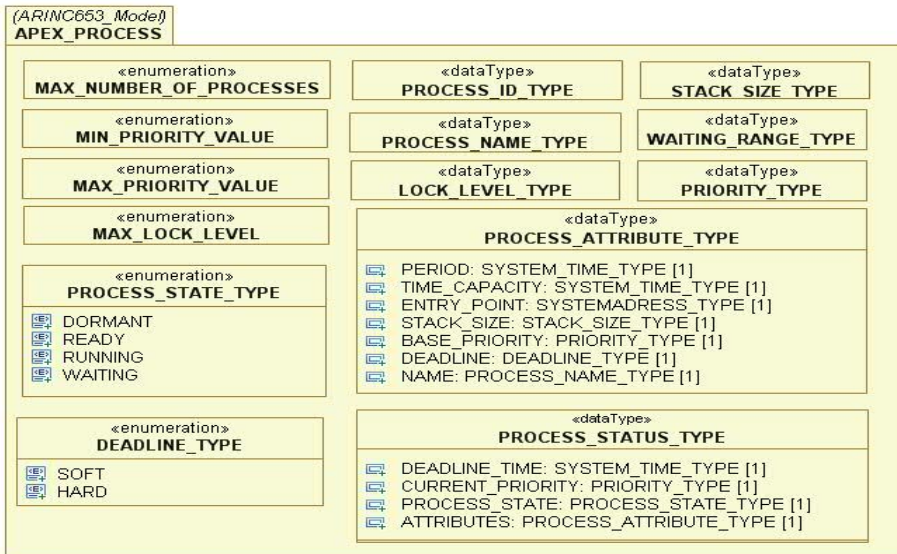 (ARINC653_Model)
APEX_PROCESS
«enumeration»
MAX_NUMBER_OF_PROCESSES
«dataType»
PROCESS_ID_TYPE
«dataType»
STACK_SIZE_TYPE
«enumeration»
MIN_PRIORITY_VALUE
«dataType»
PROCESS_NAME_TYPE
«dataType»
WAITING_RANGE_TYPE
«enumeration»
MAX_PRIORITY_VALUE
«dataType»
LOCK_LEVEL_TYPE
«dataType»
PRIORITY_TYPE
«enumeration»
MAX_LOCK_LEVEL
«enumeration»
PROCESS_STATE_TYPE
DORMANT
READY
RUNNING
WAITING
«dataType»
PROCESS_ATTRIBUTE_TYPE
PERIOD: SYSTEM_TIME_TYPE [1]
TIME_CAPACITY: SYSTEM_TIME_TYPE [1]
ENTRY_POINT: SYSTEMADRESS_TYPE [1]
STACK_SIZE: STACK_SIZE_TYPE [1]
BASE_PRIORITY: PRIORITY_TYPE [1]
DEADLINE: DEADLINE_TYPE [1]
NAME: PROCESS_NAME_TYPE [1]
«enumeration»
DEADLINE_TYPE
SOFT
HARD
«dataType»
PROCESS_STATUS_TYPE
DEADLINE_TIME: SYSTEM_TIME_TYPE [1]
CURRENT_PRIORITY: PRIORITY_TYPE [1]
PROCESS_STATE: PROCESS_STATE_TYPE [1]
ATTRIBUTES: PROCESS_ATTRIBUTE_TYPE [1]